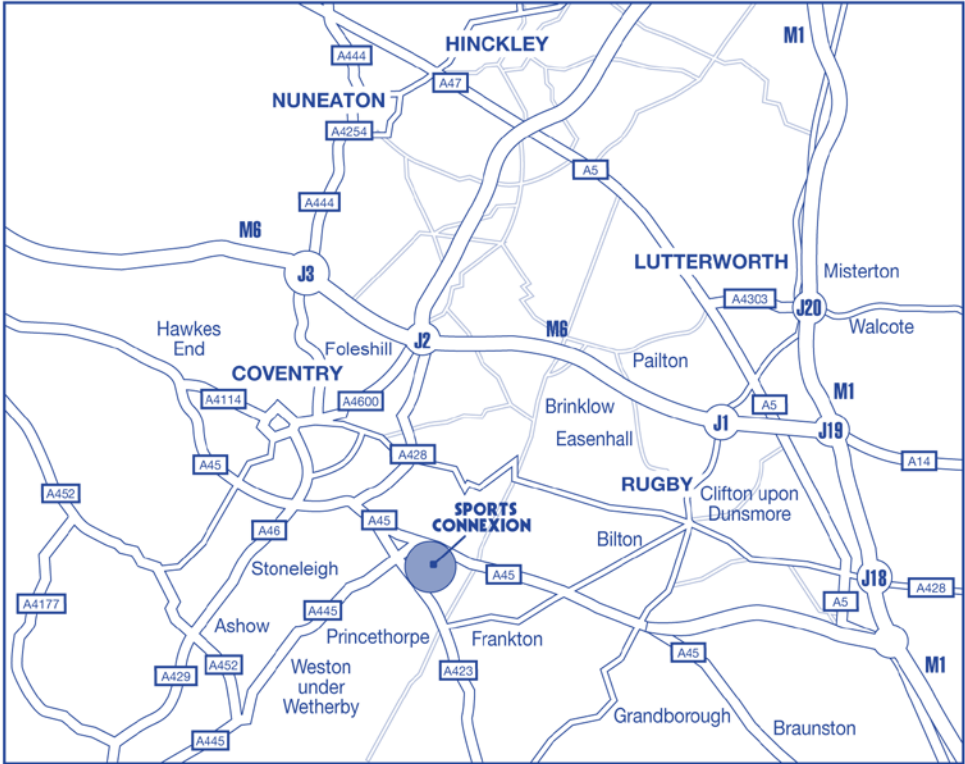 M1
HINCKLEY
A444
A47
NUNEATON
A4254
A5
A444
M6
J3
LUTTERWORTH
Misterton
A4303
J20
Walcote
Hawkes
End
Foleshill
J2
M6
Pailton
COVENTRY
A4114
A4600
Brinklow
A5
M1
J1
J19
Easenhall
A428
A45
A14
RUGBY
Clifton upon
Dunsmore
A452
SPORTS
CONNEXION
A45
A46
Bilton
Stoneleigh
A45
J18
A428
A4177
A445
A5
Ashow
Princethorpe
Frankton
A452
A429
Weston
under
Wetherby
A423
A45
M1
Grandborough
Braunston
A445